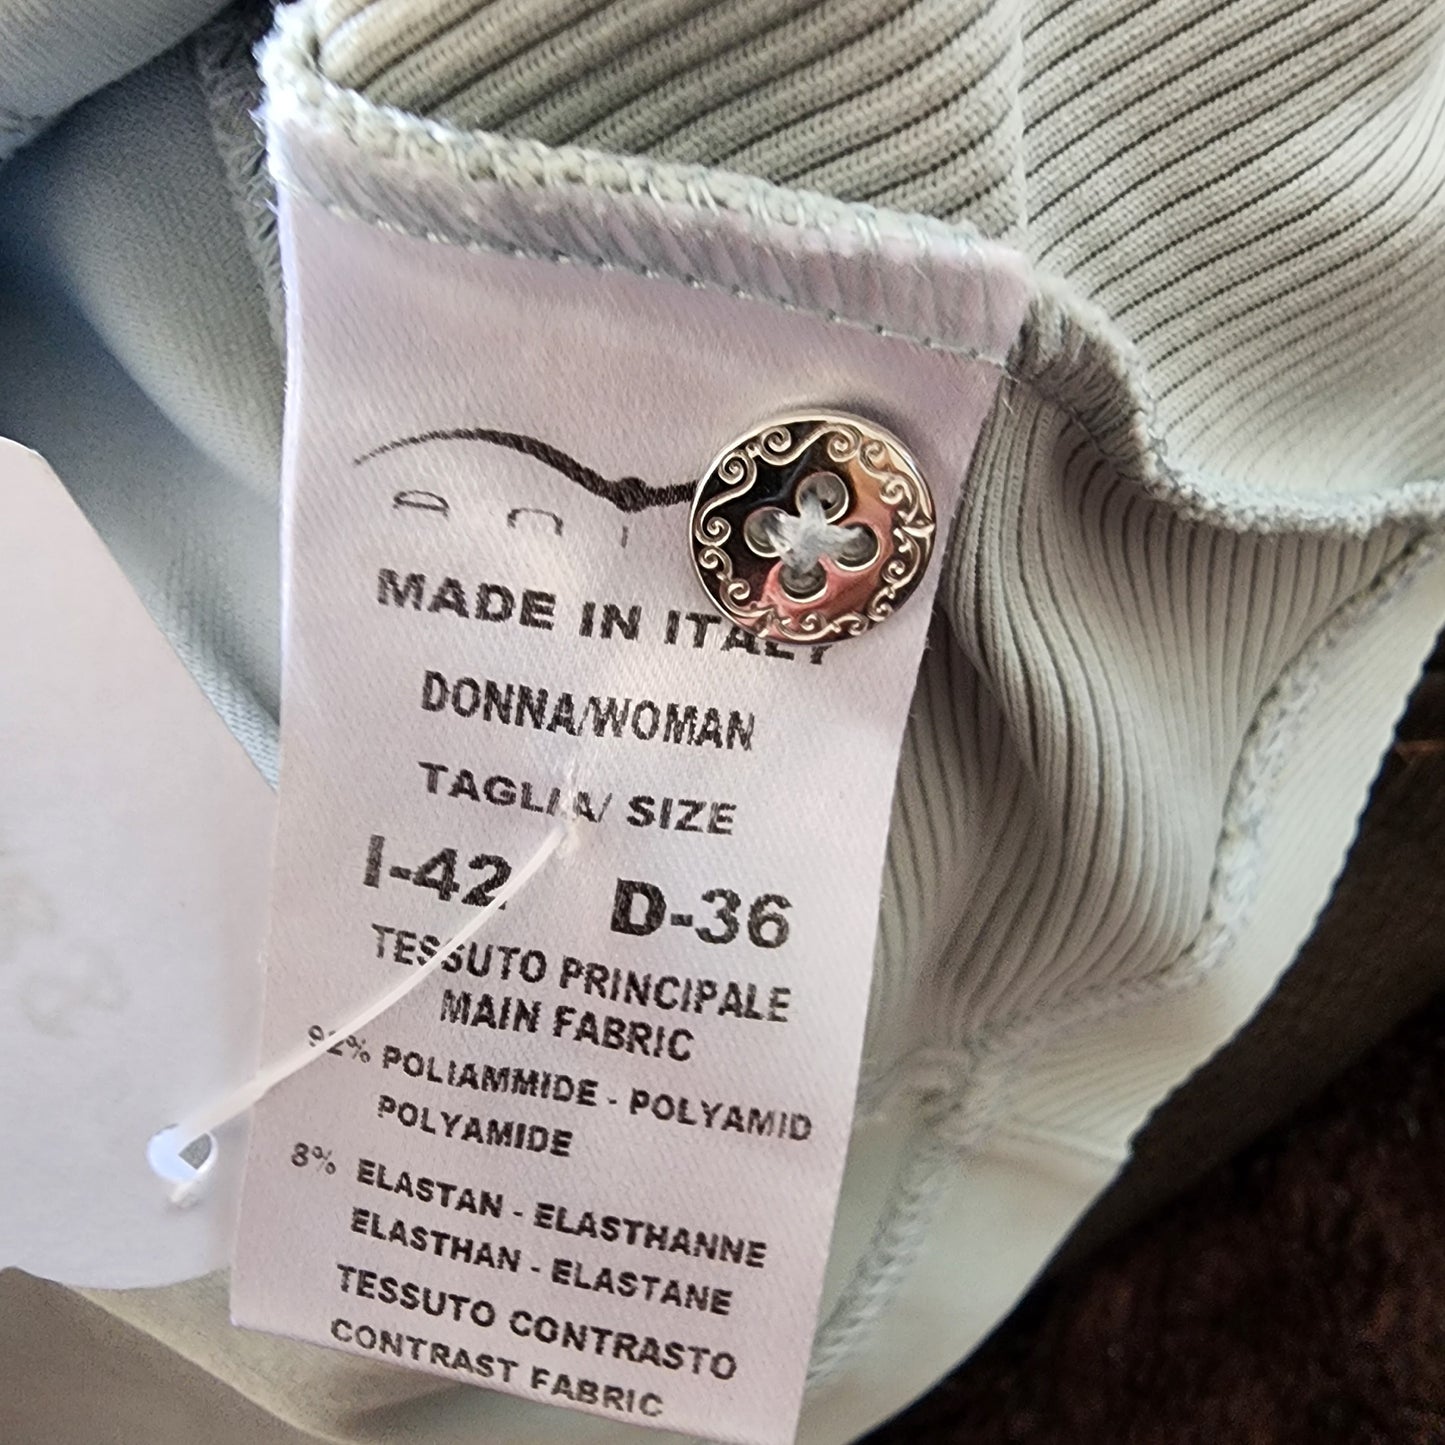 MADE IN ITALY
DONNA/WOMAN
TAGLIA/ SIZE
I-42 D-36
TESSUTO PRINCIPALE
MAIN FABRIC
92% POLIAMMIDE - POLYAMID
POLYAMIDE
8% ELASTAN - ELASTHANNE
ELASTHAN - ELASTANE
TESSUTO CONTRASTO
CONTRAST FABRIC